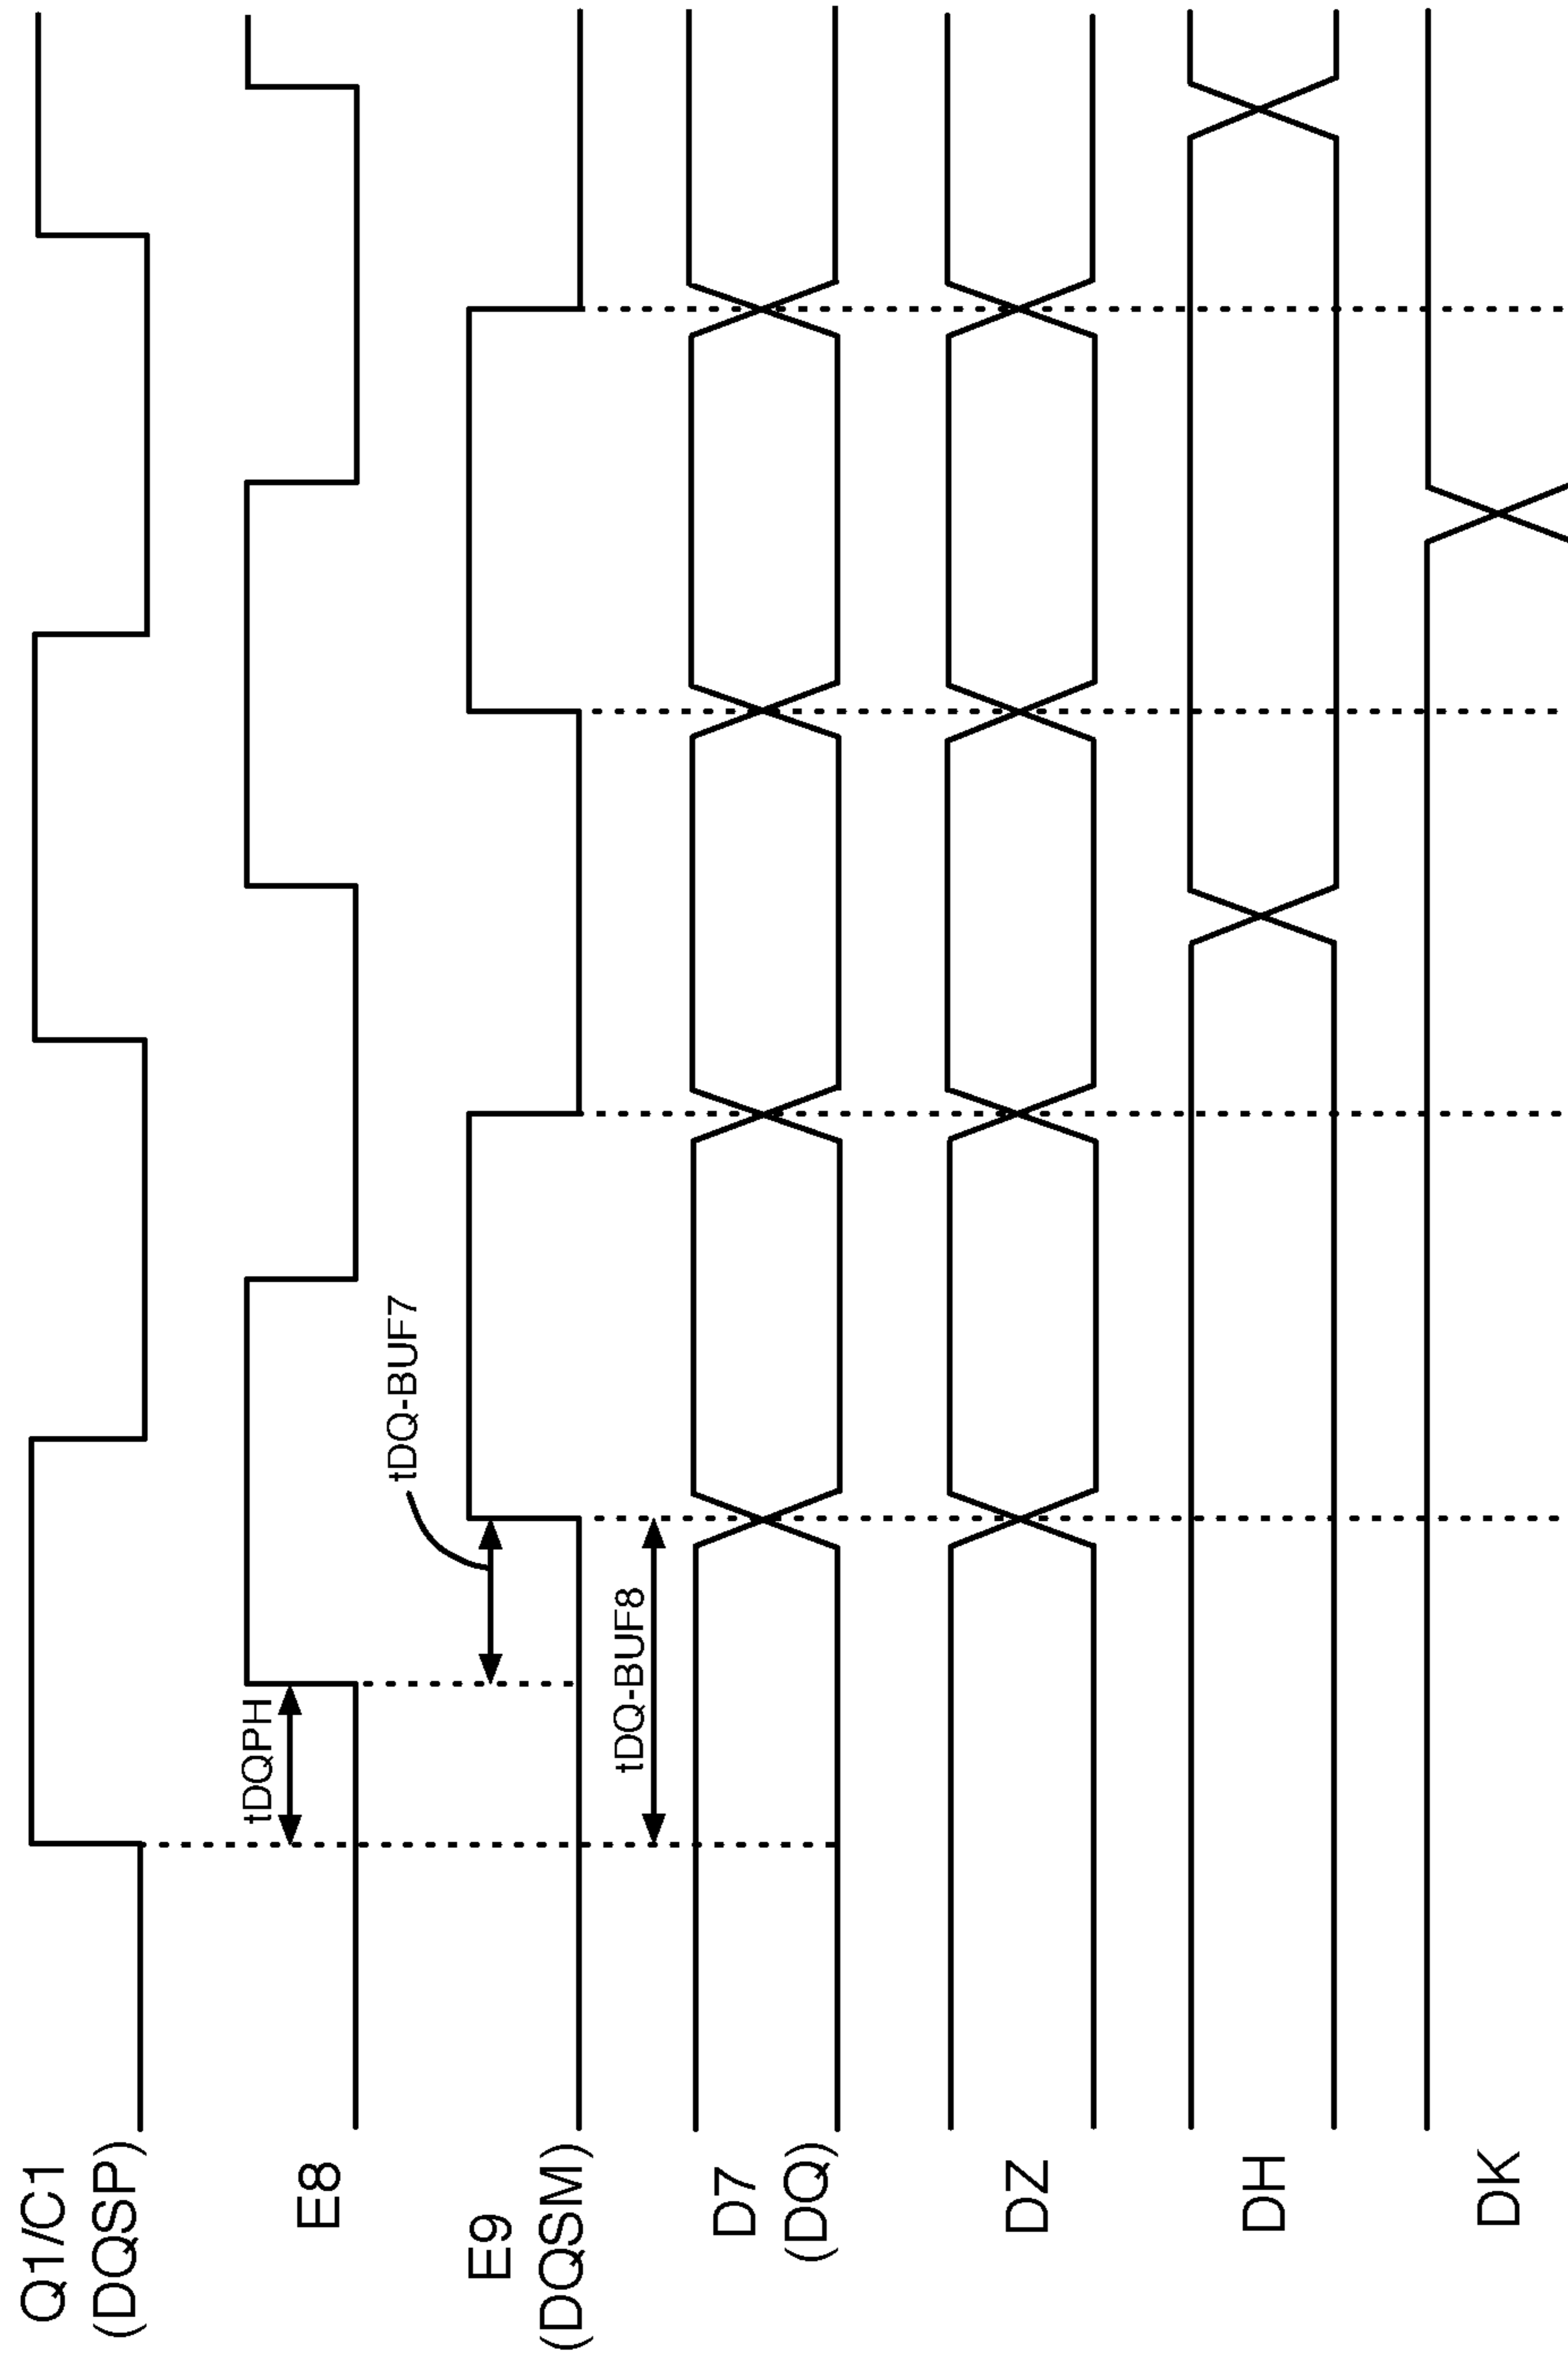 Q1/C1
(DQSP)
tDQPH
E8
tDQ-BUF7
E9
(DQSM)
tDQ-BUF8
D7
(DQ)
DZ
DH
DK